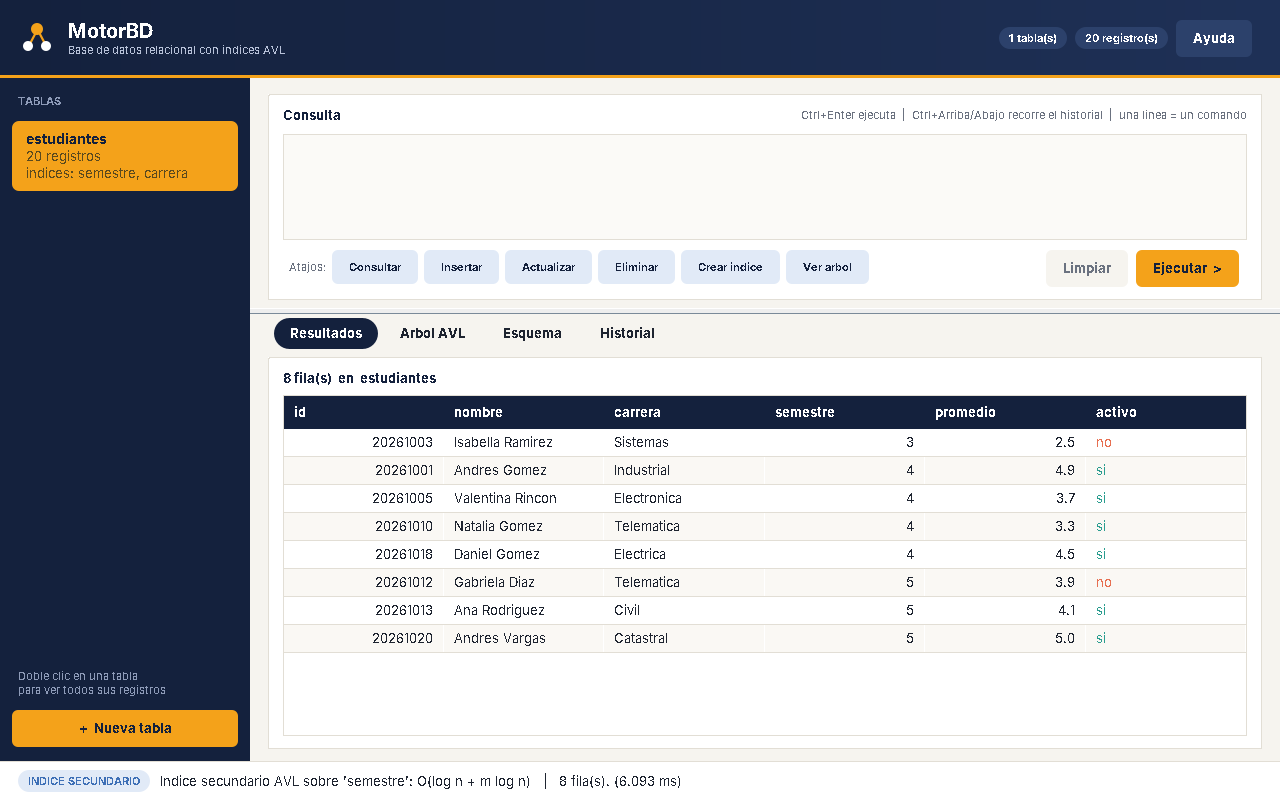 MotorBD
Base de datos relacional con indices AVL
1 tabla(s)
20 registro(s)
Ayuda
TABLAS
estudiantes
20 registros
indices: semestre, carrera
Consulta
Ctrl+Enter ejecuta | Ctrl+Arriba/Abajo recorre el historial | una linea = un comando
Atajos:
Consultar
Insertar
Actualizar
Eliminar
Crear indice
Ver arbol
Limpiar
Ejecutar >
Resultados
Arbol AVL
Esquema
Historial
8 fila(s) en estudiantes
id nombre carrera semestre promedio activo
20261003 Isabella Ramirez Sistemas 3 2.5 no
20261001 Andres Gomez Industrial 4 4.9 si
20261005 Valentina Rincon Electronica 4 3.7 si
20261010 Natalia Gomez Telematica 4 3.3 si
20261018 Daniel Gomez Electrica 4 4.5 si
20261012 Gabriela Diaz Telematica 5 3.9 no
20261013 Ana Rodriguez Civil 5 4.1 si
20261020 Andres Vargas Catastral 5 5.0 si
Doble clic en una tabla
para ver todos sus registros
+ Nueva tabla
INDICE SECUNDARIO
Indice secundario AVL sobre 'semestre': O(log n + m log n) | 8 fila(s). (6.093 ms)